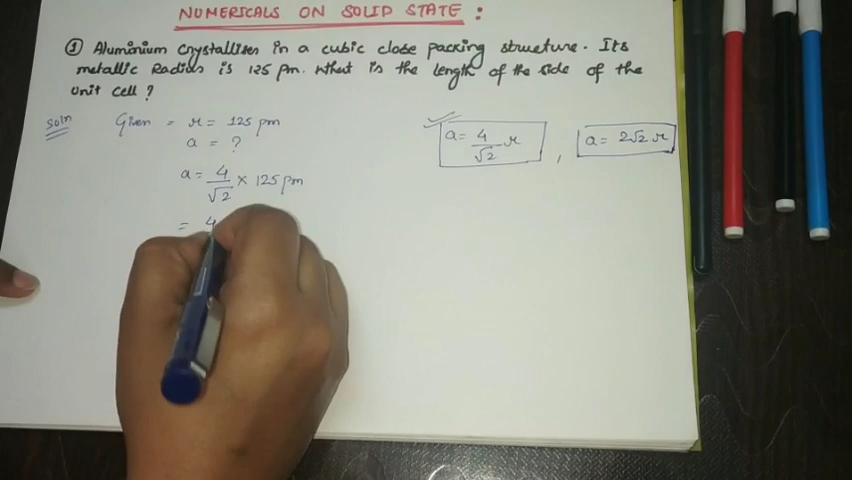 NUMERICALS ON SOLID STATE :
① Aluminium crystallises in a cubic close packing structure. Its
metallic Radius is 125 pm. What is the length of the side of the
Unit cell ?
Soln Given = r = 125 pm
a = ?
a = 4/√2 r , a = 2√2 r
a = 4/√2 × 125 pm
= 4